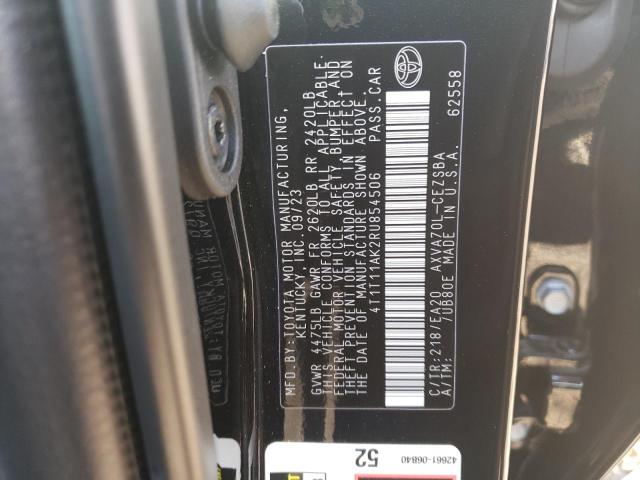 MFD.BY:TOYOTA MOTOR MANUFACTURING,
KENTUCKY, INC. 09/23
GVWR 4475LB GAWR FR 2620LB RR 2420LB
THIS VEHICLE CONFORMS TO ALL APPLICABLE
FEDERAL MOTOR VEHICLE SAFETY, BUMPER, AND
THEFT PREVENTION STANDARDS IN EFFECT ON
THE DATE OF MANUFACTURE SHOWN ABOVE.
4T1T11AK2RU854506 PASS.CAR
C/TR:218/EA20 AXVA70L-CEZSBA
A/TM: 7UB80E MADE IN U.S.A. 62558
42661-06B40
52